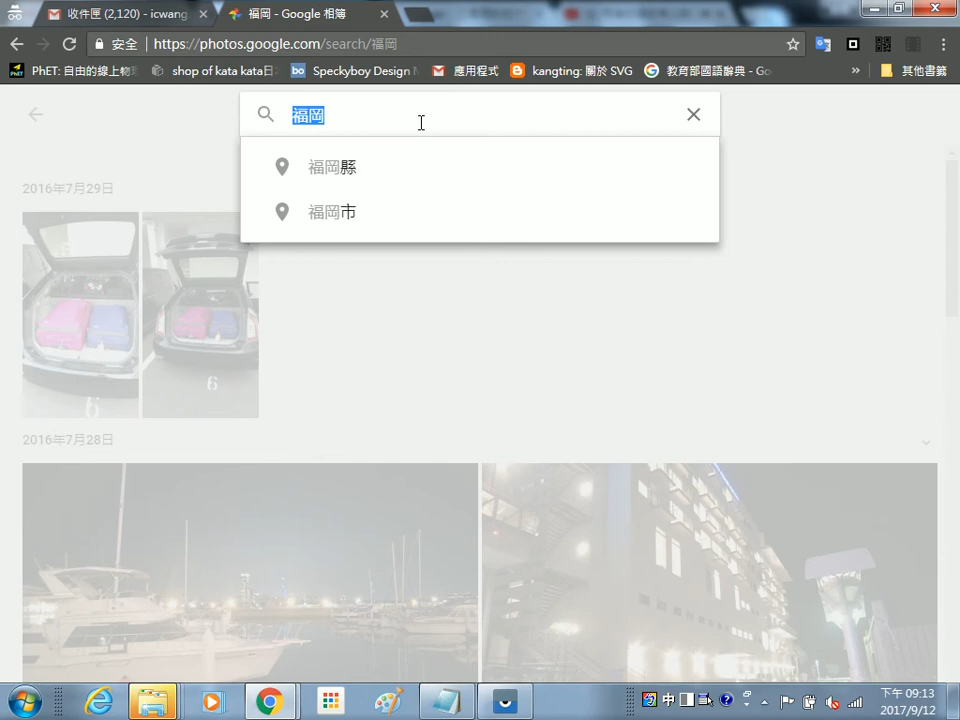 收件匣 (2,120) - icwang
福岡 - Google 相簿
安全
https://photos.google.com/search/福岡
PhET: 自由的線上物
shop of kata kata日
bo
Speckyboy Design
應用程式
kangting: 關於 SVG
教育部國語辭典 - Go
»
其他書籤
福岡
福岡縣
福岡市
2016年7月29日
6
6
2016年7月28日
中
下午 09:13
2017/9/12